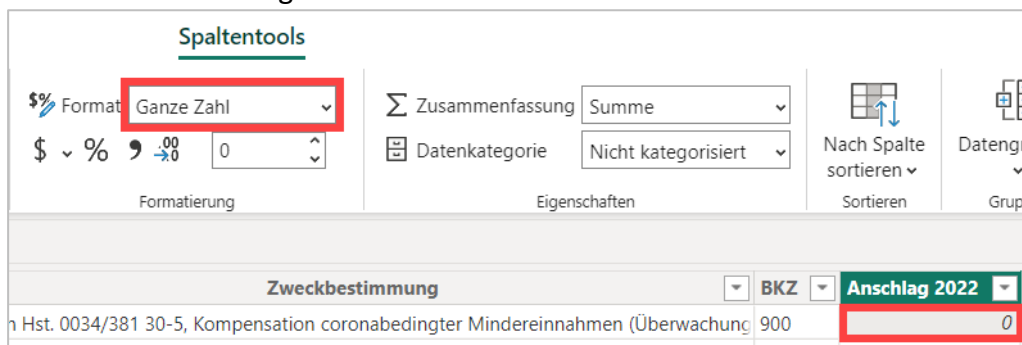 Spaltentools
$% Format Ganze Zahl
Σ Zusammenfassung Summe
$ % 9 .00 →0 0
Datenkategorie Nicht kategorisiert
Nach Spalte
sortieren
Formatierung Eigenschaften Sortieren
Zweckbestimmung BKZ Anschlag 2022
Hst. 0034/381 30-5, Kompensation coronabedingter Mindereinnahmen (Überwachung 900 0